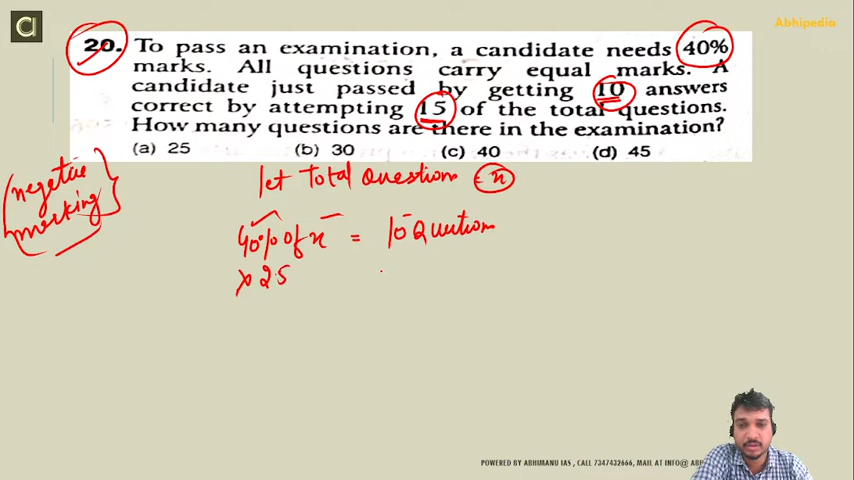 a
Abhipedia
20. To pass an examination, a candidate needs 40%
marks. All questions carry equal marks. A
candidate just passed by getting 10 answers
correct by attempting 15 of the total questions.
How many questions are there in the examination?
(a) 25 (b) 30 (c) 40 (d) 45
negative
marking
let Total Question = x
40% of x = 10 Question
x 2.5
POWERED BY ABHIMANU IAS , CALL 7347432666, MAIL AT INFO@